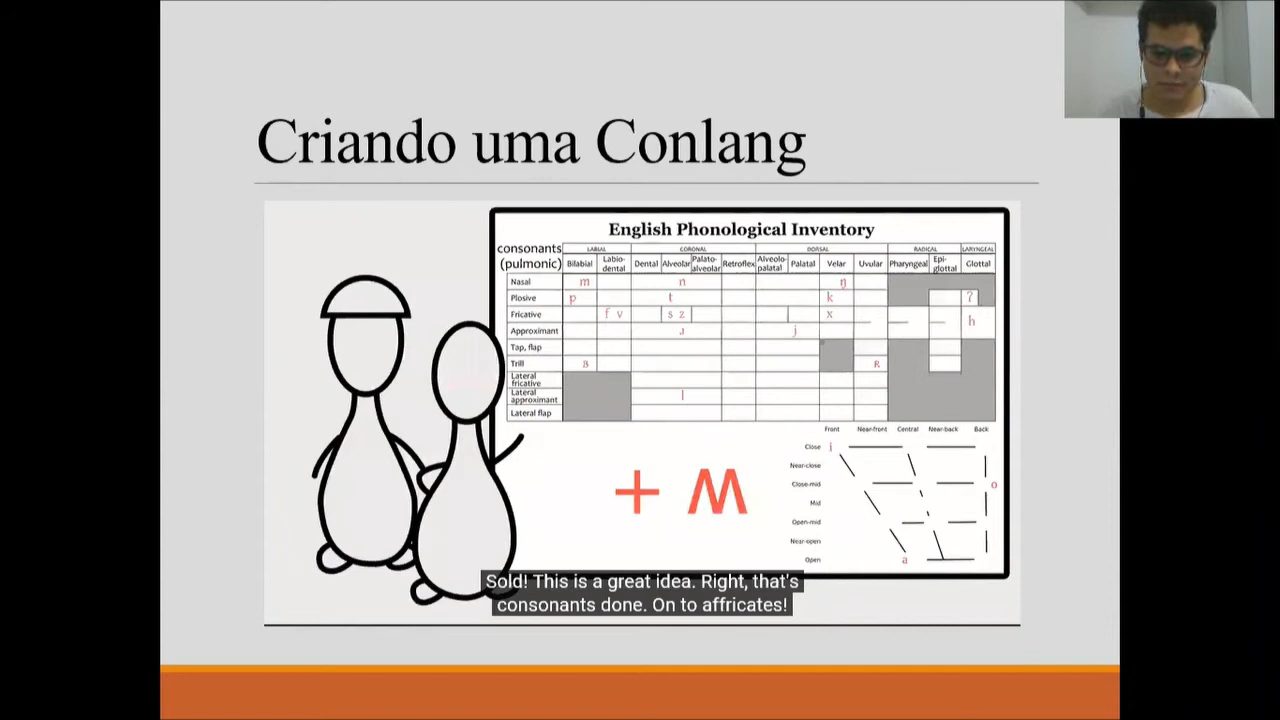 Criando uma Conlang
English Phonological Inventory
consonants
(pulmonic)
LABIAL CORONAL DORSAL RADICAL LARYNGEAL
Bilabial Labio-dental Dental Alveolar Palato-alveolar Retroflex Alveolo-palatal Palatal Velar Uvular Pharyngeal Epi-glottal Glottal
Nasal m n ŋ
Plosive p t k ʔ
Fricative f v s z x h
Approximant ɹ j
Tap, flap
Trill ʙ ʀ
Lateral fricative
Lateral approximant l
Lateral flap
Front Near-front Central Near-back Back
Close i
Near-close
Close-mid o
Mid
Open-mid
Near-open
Open a
+ ʍ
Sold! This is a great idea. Right, that's
consonants done. On to affricates!